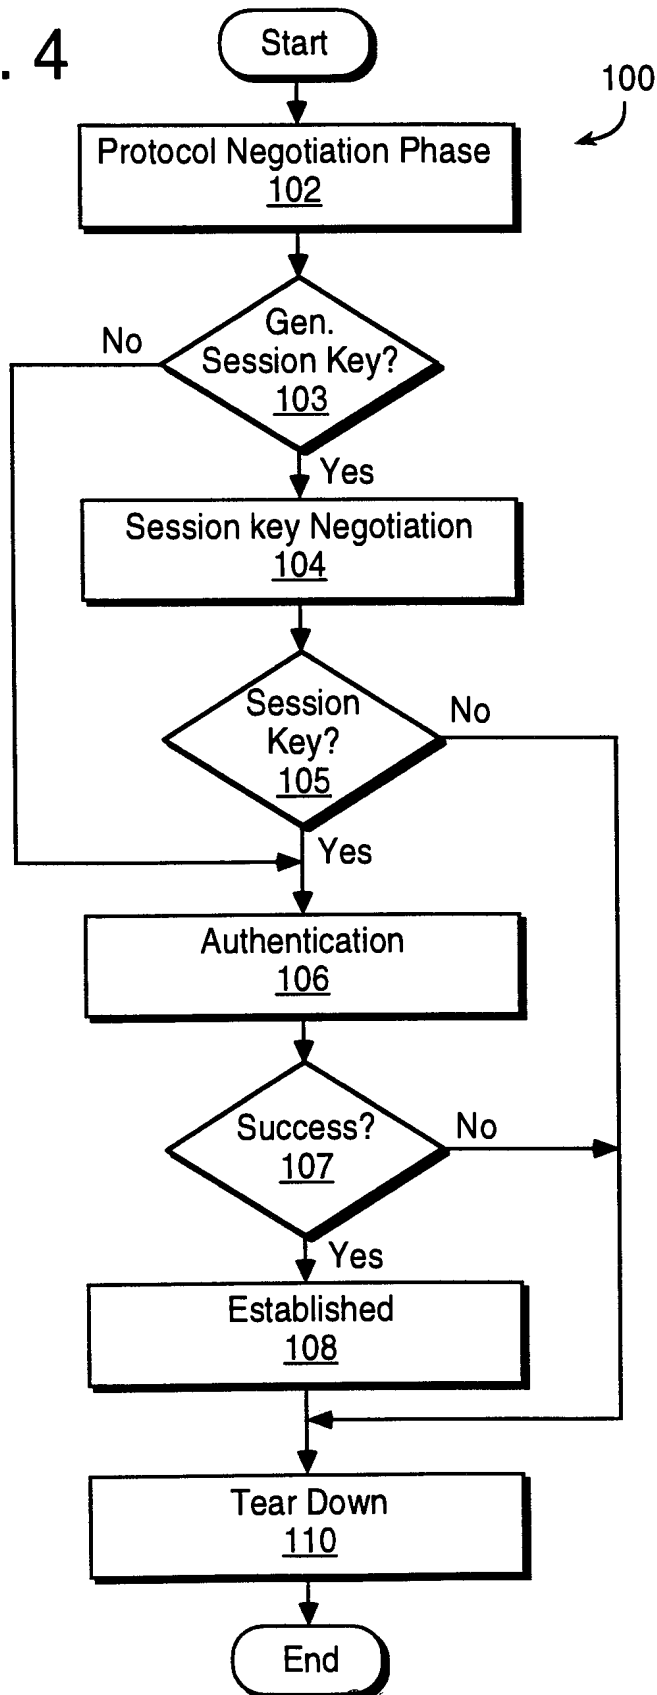 . 4
Start
100
Protocol Negotiation Phase
102
Gen.
Session Key?
103
No
Yes
Session key Negotiation
104
Session
Key?
105
No
Yes
Authentication
106
Success?
107
No
Yes
Established
108
Tear Down
110
End